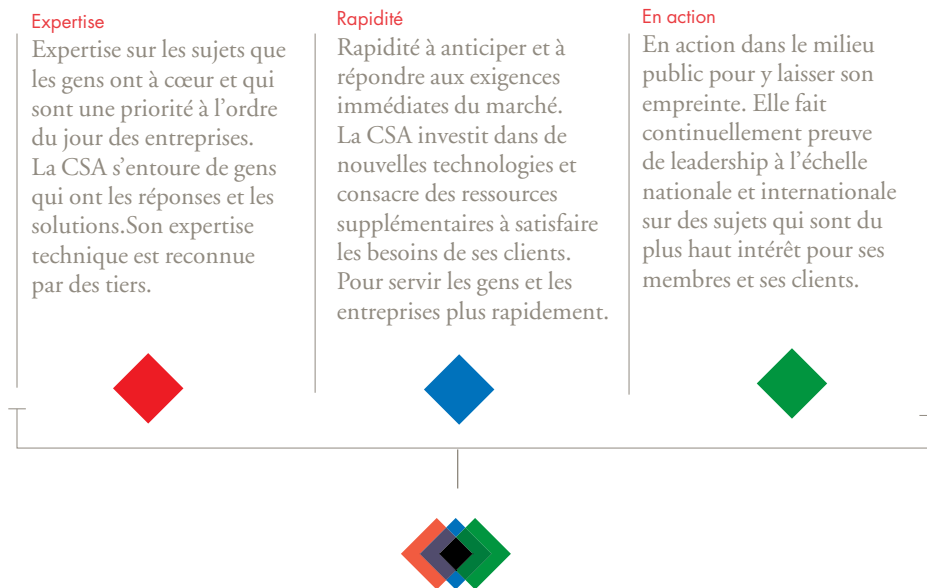 Expertise
Expertise sur les sujets que
les gens ont à cœur et qui
sont une priorité à l’ordre
du jour des entreprises.
La CSA s’entoure de gens
qui ont les réponses et les
solutions.Son expertise
technique est reconnue
par des tiers.
Rapidité
Rapidité à anticiper et à
répondre aux exigences
immédiates du marché.
La CSA investit dans de
nouvelles technologies et
consacre des ressources
supplémentaires à satisfaire
les besoins de ses clients.
Pour servir les gens et les
entreprises plus rapidement.
En action
En action dans le milieu
public pour y laisser son
empreinte. Elle fait
continuellement preuve
de leadership à l’échelle
nationale et internationale
sur des sujets qui sont du
plus haut intérêt pour ses
membres et ses clients.